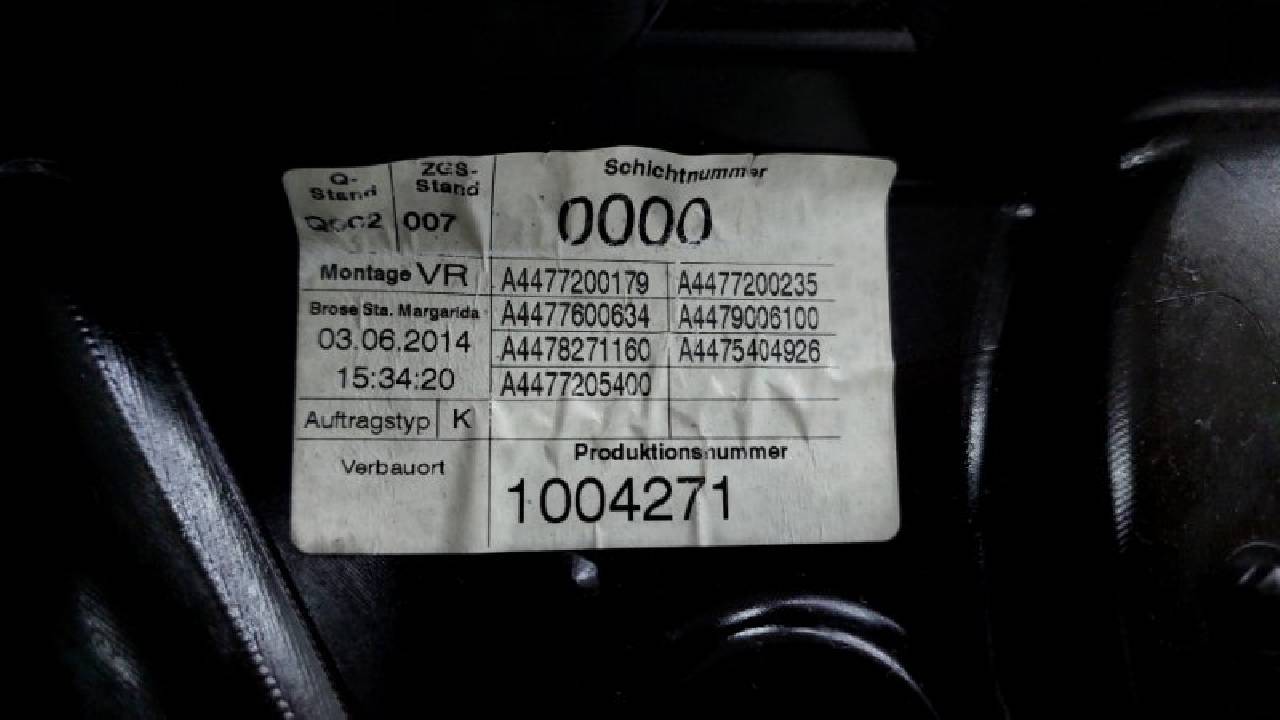 Q-Stand
ZGS-Stand
Schichtnummer
007
0000
Montage VR
A4477200179 A4477200235
Brose Sta. Margarida
A4477600634 A4479006100
03.06.2014
A4478271160 A4475404926
15:34:20
A4477205400
Auftragstyp K
Verbauort
Produktionsnummer
1004271